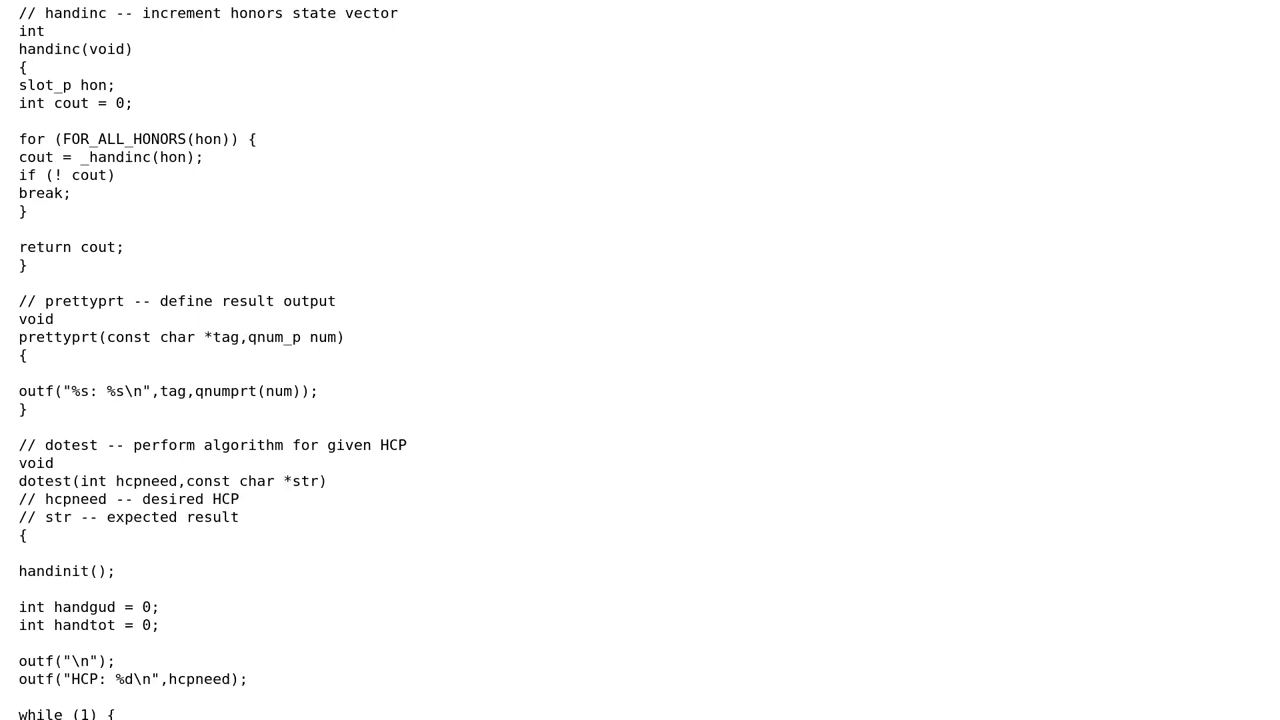 // handinc -- increment honors state vector
int
handinc(void)
{
slot_p hon;
int cout = 0;

for (FOR_ALL_HONORS(hon)) {
cout = _handinc(hon);
if (! cout)
break;
}

return cout;
}

// prettyprt -- define result output
void
prettyprt(const char *tag,qnum_p num)
{

outf("%s: %s\n",tag,qnumprt(num));
}

// dotest -- perform algorithm for given HCP
void
dotest(int hcpneed,const char *str)
// hcpneed -- desired HCP
// str -- expected result
{

handinit();

int handgud = 0;
int handtot = 0;

outf("\n");
outf("HCP: %d\n",hcpneed);

while (1) {